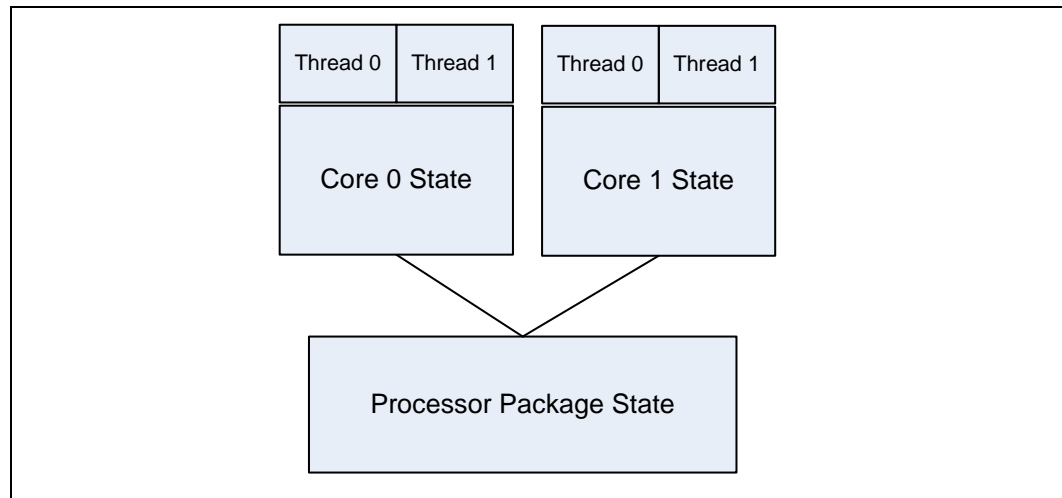 Thread 0
Thread 1
Thread 0
Thread 1
Core 0 State
Core 1 State
Processor Package State